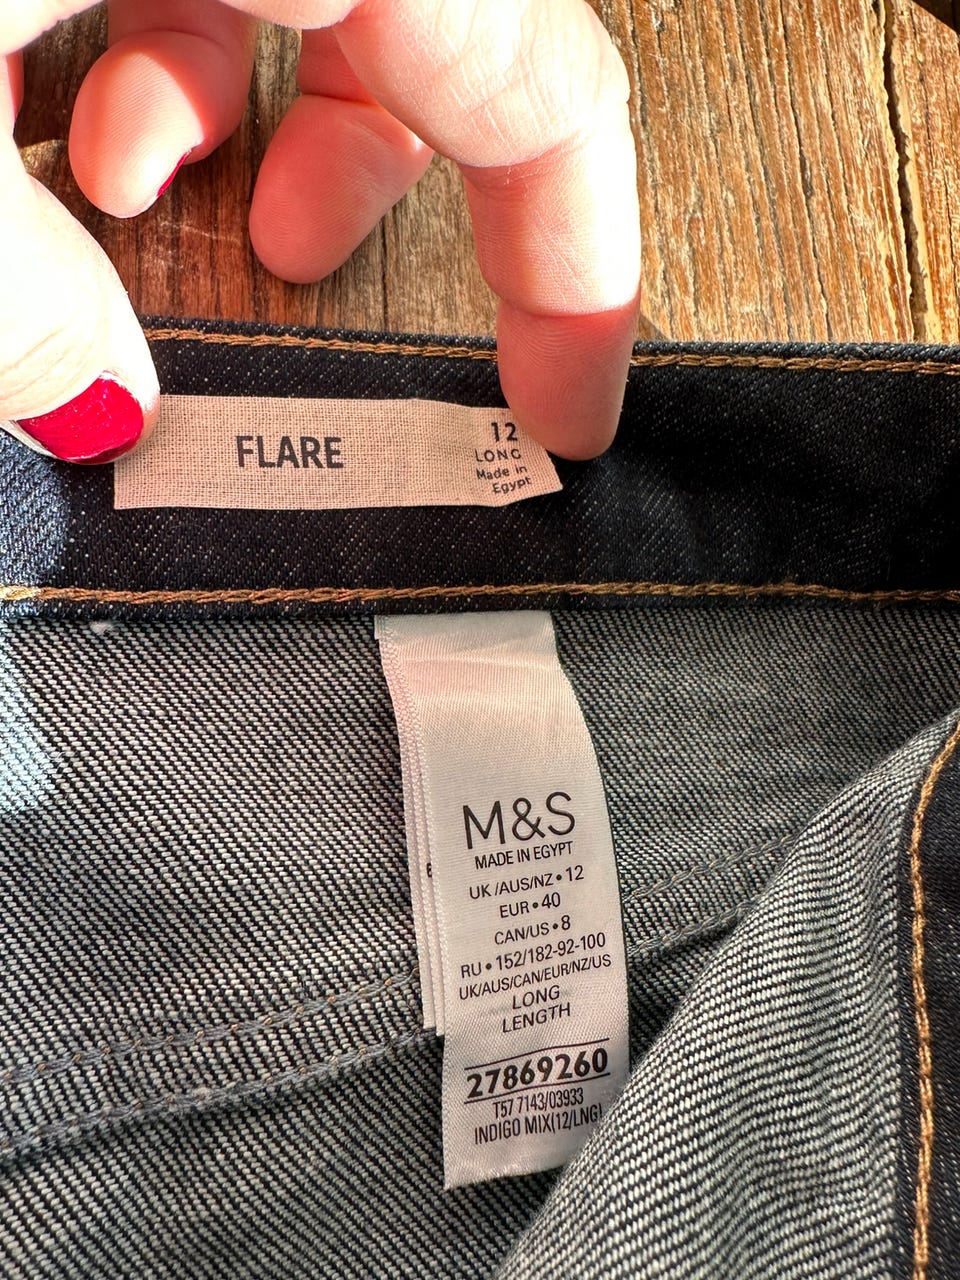 FLARE
12
LONG
Made in
Egypt
M&S
MADE IN EGYPT
UK/AUS/NZ • 12
EUR • 40
CAN/US • 8
RU • 152/182-92-100
UK/AUS/CAN/EUR/NZ/US
LONG
LENGTH
27869260
T57 7143/03933
INDIGO MIX(12/LNG)